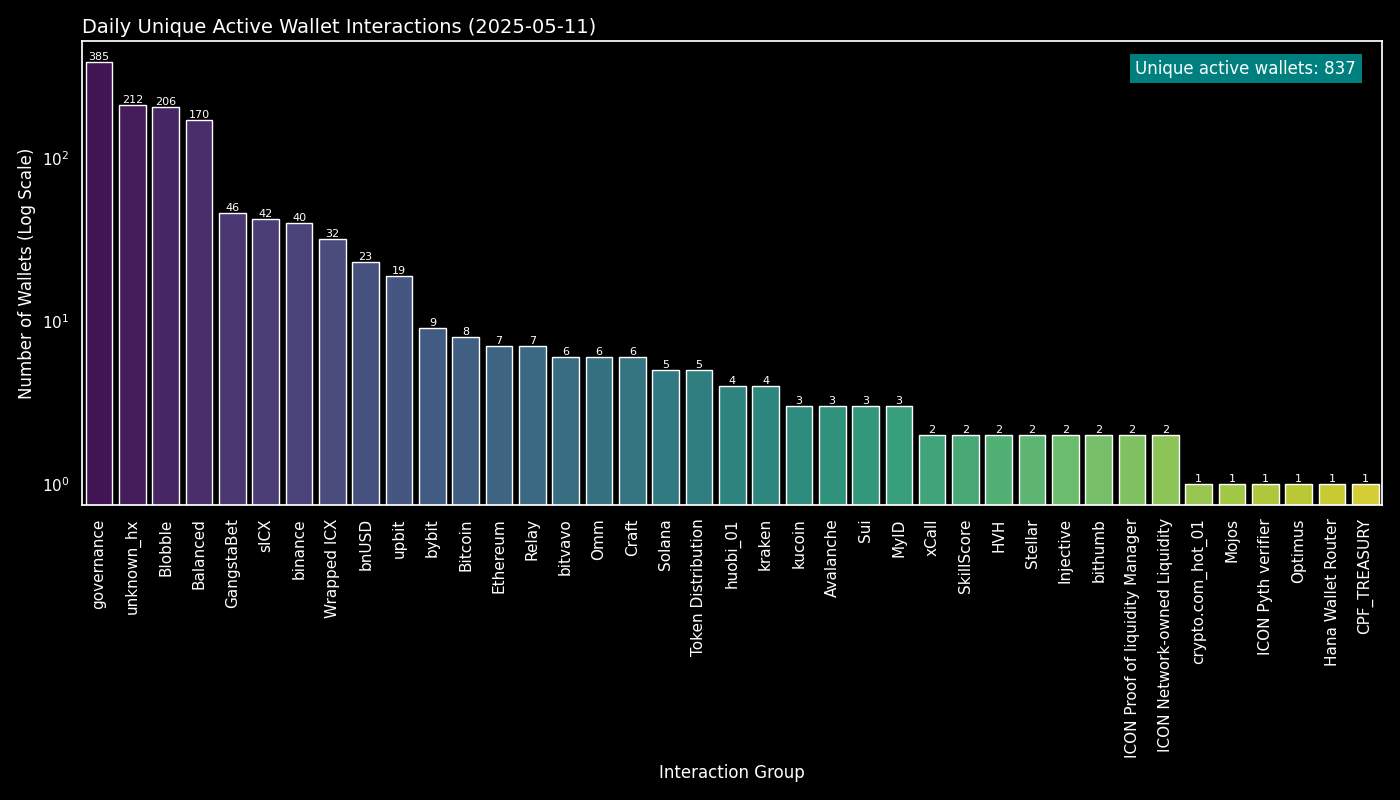 Daily Unique Active Wallet Interactions (2025-05-11)
Unique active wallets: 837
Number of Wallets (Log Scale)
10²
10¹
10⁰
385
212
206
170
46
42
40
32
23
19
9
8
7
7
6
6
6
5
5
4
4
3
3
3
3
2
2
2
2
2
2
2
2
1
1
1
1
1
1
governance
unknown_hx
Blobble
Balanced
GangstaBet
sICX
binance
Wrapped ICX
bnUSD
upbit
bybit
Bitcoin
Ethereum
Relay
bitvavo
Omm
Craft
Solana
Token Distribution
huobi_01
kraken
kucoin
Avalanche
Sui
MyID
xCall
SkillScore
HVH
Stellar
Injective
bithumb
ICON Proof of liquidity Manager
ICON Network-owned Liquidity
crypto.com_hot_01
Mojos
ICON Pyth verifier
Optimus
Hana Wallet Router
CPF_TREASURY
Interaction Group